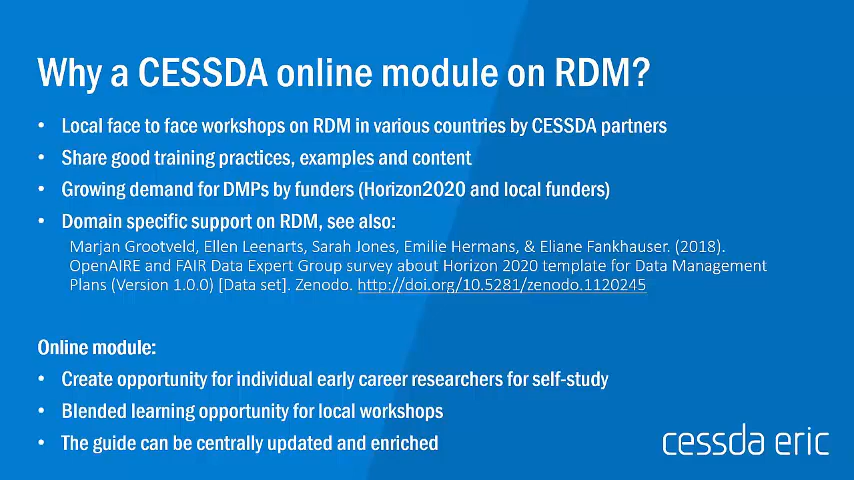 Why a CESSDA online module on RDM?
• Local face to face workshops on RDM in various countries by CESSDA partners
• Share good training practices, examples and content
• Growing demand for DMPs by funders (Horizon2020 and local funders)
• Domain specific support on RDM, see also:
Marjan Grootveld, Ellen Leenarts, Sarah Jones, Emilie Hermans, & Eliane Fankhauser. (2018).
OpenAIRE and FAIR Data Expert Group survey about Horizon 2020 template for Data Management
Plans (Version 1.0.0) [Data set]. Zenodo. http://doi.org/10.5281/zenodo.1120245
Online module:
• Create opportunity for individual early career researchers for self-study
• Blended learning opportunity for local workshops
• The guide can be centrally updated and enriched
cessda eric